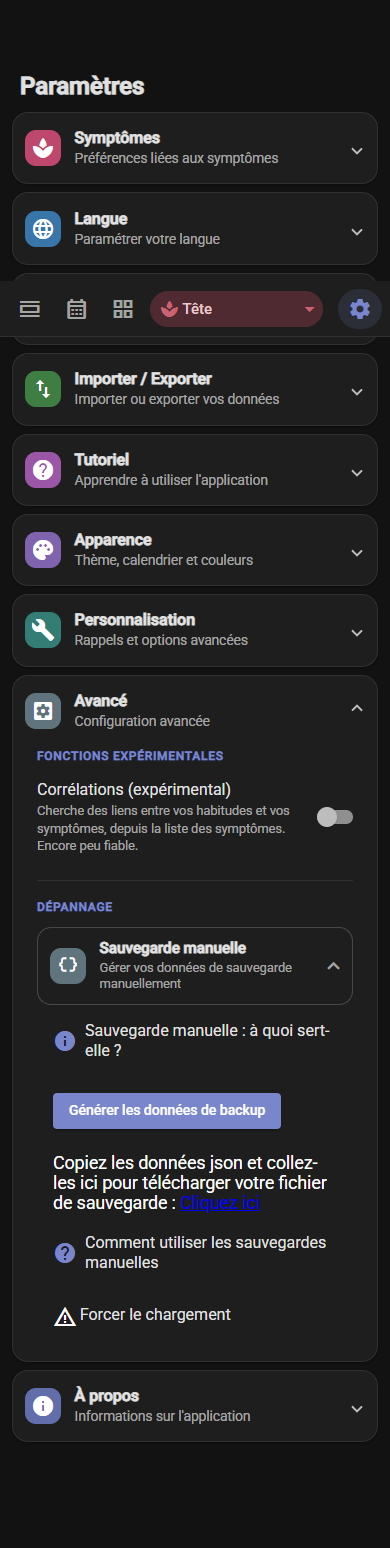 Paramètres
Symptômes
Préférences liées aux symptômes
Langue
Paramétrer votre langue
Tête
Importer / Exporter
Importer ou exporter vos données
Tutoriel
Apprendre à utiliser l'application
Apparence
Thème, calendrier et couleurs
Personnalisation
Rappels et options avancées
Avancé
Configuration avancée
FONCTIONS EXPÉRIMENTALES
Corrélations (expérimental)
Cherche des liens entre vos habitudes et vos
symptômes, depuis la liste des symptômes.
Encore peu fiable.
DÉPANNAGE
Sauvegarde manuelle
Gérer vos données de sauvegarde
manuellement
Sauvegarde manuelle : à quoi sert-
elle ?
Générer les données de backup
Copiez les données json et collez-
les ici pour télécharger votre fichier
de sauvegarde : Cliquez ici
Comment utiliser les sauvegardes
manuelles
Forcer le chargement
À propos
Informations sur l'application